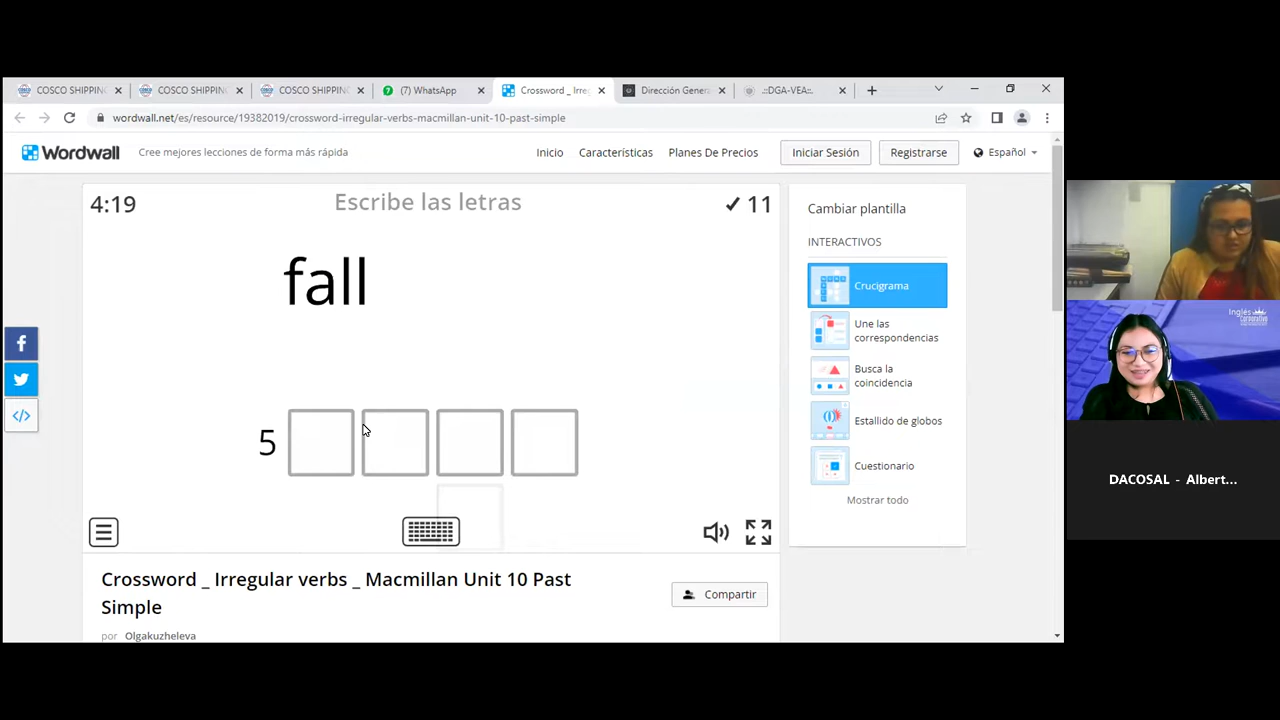 COSCO SHIPPIN
COSCO SHIPPIN
COSCO SHIPPIN
(7) WhatsApp
Crossword _ Irre
Dirección Genera
.::DGA-VEA::.
wordwall.net/es/resource/19382019/crossword-irregular-verbs-macmillan-unit-10-past-simple
Wordwall
Cree mejores lecciones de forma más rápida
Inicio
Características
Planes De Precios
Iniciar Sesión
Registrarse
Español
4:19
Escribe las letras
✓ 11
fall
5
Cambiar plantilla
INTERACTIVOS
Crucigrama
Une las
correspondencias
Busca la
coincidencia
Estallido de globos
Cuestionario
Mostrar todo
Crossword _ Irregular verbs _ Macmillan Unit 10 Past
Simple
Compartir
por Olgakuzheleva
Inglés
corporativo
DACOSAL - Albert...